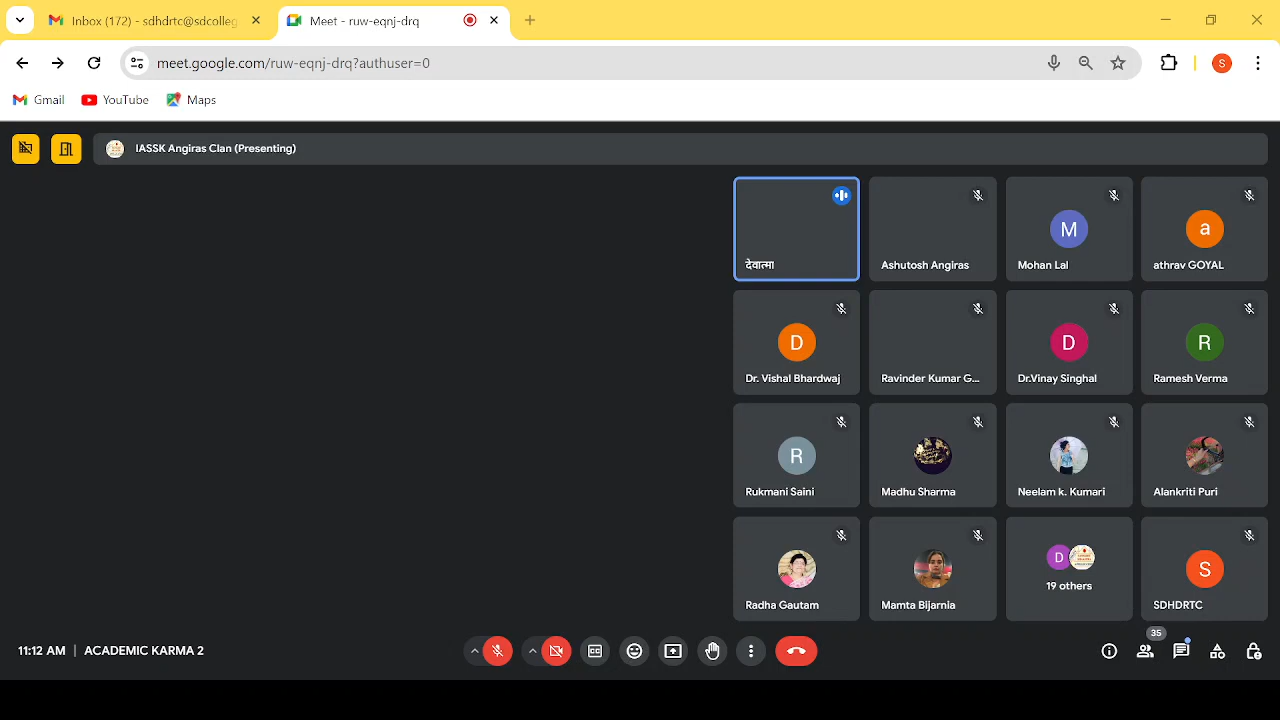 Inbox (172) - sdhdrtc@sdcolleg
Meet - ruw-eqnj-drq
meet.google.com/ruw-eqnj-drq?authuser=0
S
Gmail
YouTube
Maps
IASSK Angiras Clan (Presenting)
देवात्मा
Ashutosh Angiras
M
Mohan Lal
a
athrav GOYAL
D
Dr. Vishal Bhardwaj
Ravinder Kumar G...
D
Dr.Vinay Singhal
R
Ramesh Verma
R
Rukmani Saini
Madhu Sharma
Neelam k. Kumari
Alankriti Puri
Radha Gautam
Mamta Bijarnia
D
19 others
S
SDHDRTC
11:12 AM | ACADEMIC KARMA 2
35